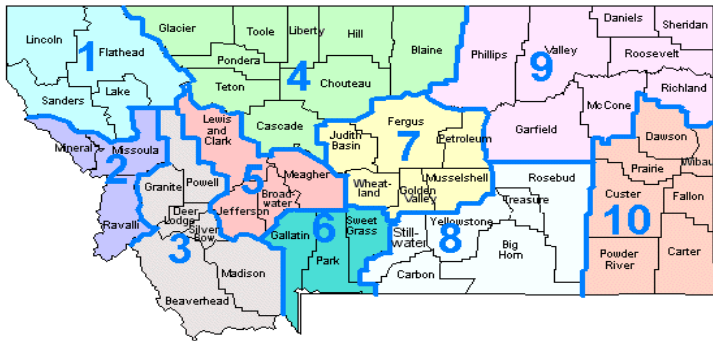 Lincoln
Flathead
1
Sanders
Lake
Glacier
Toole
Liberty
Hill
Blaine
Pondera
Teton
4
Chouteau
Cascade
Phillips
Valley
Daniels
Sheridan
Roosevelt
9
Richland
McCone
Garfield
Mineral
Missoula
2
Ravalli
Lewis
and
Clark
5
Meagher
Broad-
water
Jefferson
Powell
Granite
Deer
Lodge
Silver
Bow
3
Madison
Beaverhead
Judith
Basin
Fergus
Petroleum
7
Wheat-
land
Golden
Valley
Musselshell
Gallatin
6
Sweet
Grass
Park
Still-
water
Yellowstone
Treasure
Rosebud
8
Big
Horn
Carbon
Dawson
Prairie
Wibau
Custer
Fallon
10
Powder
River
Carter